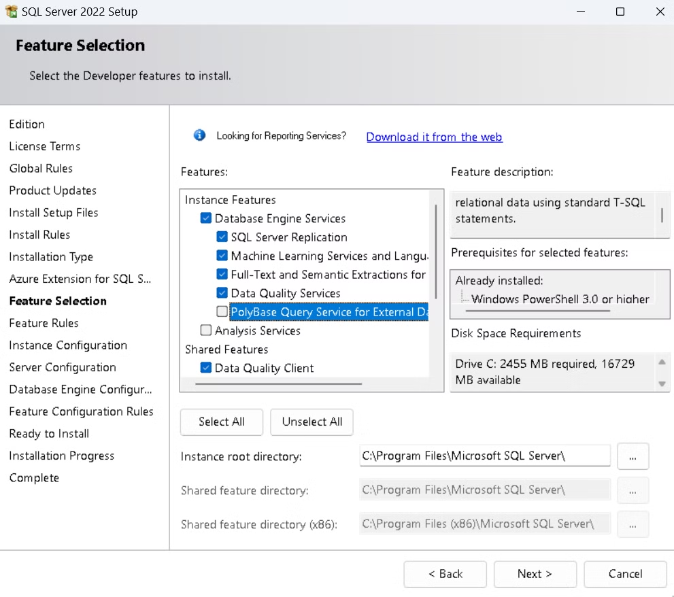 SQL Server 2022 Setup
Feature Selection
Select the Developer features to install.
Edition
License Terms
Global Rules
Product Updates
Install Setup Files
Install Rules
Installation Type
Azure Extension for SQL S...
Feature Selection
Feature Rules
Instance Configuration
Server Configuration
Database Engine Configur...
Feature Configuration Rules
Ready to Install
Installation Progress
Complete
Looking for Reporting Services? Download it from the web
Features:
Instance Features
Database Engine Services
SQL Server Replication
Machine Learning Services and Langu
Full-Text and Semantic Extractions for
Data Quality Services
PolyBase Query Service for External Da
Analysis Services
Shared Features
Data Quality Client
Feature description:
relational data using standard T-SQL
statements.
Prerequisites for selected features:
Already installed:
Windows PowerShell 3.0 or higher
Disk Space Requirements
Drive C: 2455 MB required, 16729
MB available
Select All Unselect All
Instance root directory: C:\Program Files\Microsoft SQL Server\ ...
Shared feature directory: C:\Program Files\Microsoft SQL Server\ ...
Shared feature directory (x86): C:\Program Files (x86)\Microsoft SQL Server\ ...
< Back Next > Cancel